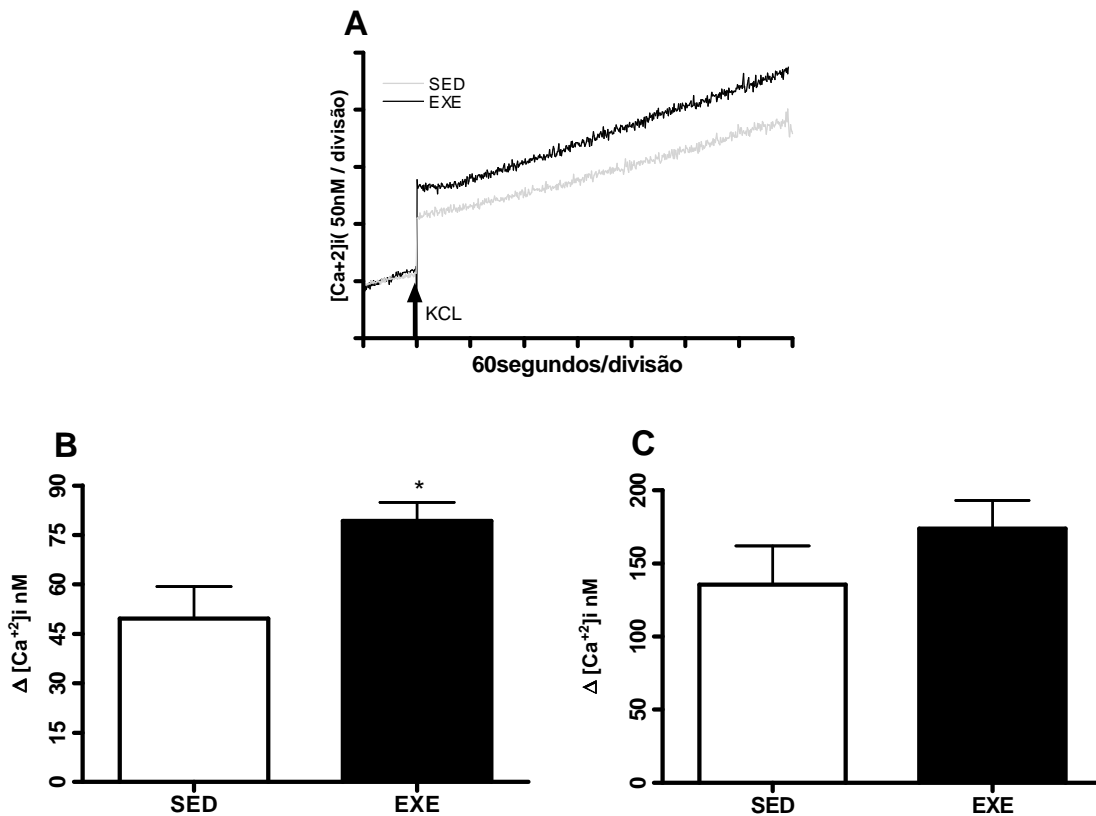 A
SED
EXE
[Ca+2]i( 50nM / divisão)
KCL
60segundos/divisão
B
90
75
60
45
30
15
0
Δ [Ca⁺²]i nM
*
SED
EXE
C
200
150
100
50
0
Δ [Ca⁺²]i nM
SED
EXE